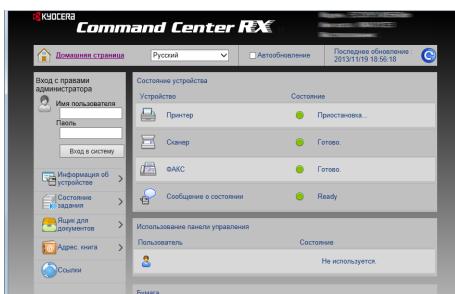 KYOCERA
Command Center RX
Домашняя страница
Русский
Автообновление
Последнее обновление :
2013/11/19 18:56:18
Вход с правами
администратора
Имя пользователя
Паоль
Вход в систему
Информация об
устройстве
Состояние
задания
Ящик для
документов
Адрес. книга
Ссылки
Состояние устройства
Устройство
Состояние
Принтер
Приостановка...
Сканер
Готово.
ФАКС
Готово.
Сообщение о состоянии
Ready
Использование панели управления
Пользователь
Состояние
Не используется.
Бумага